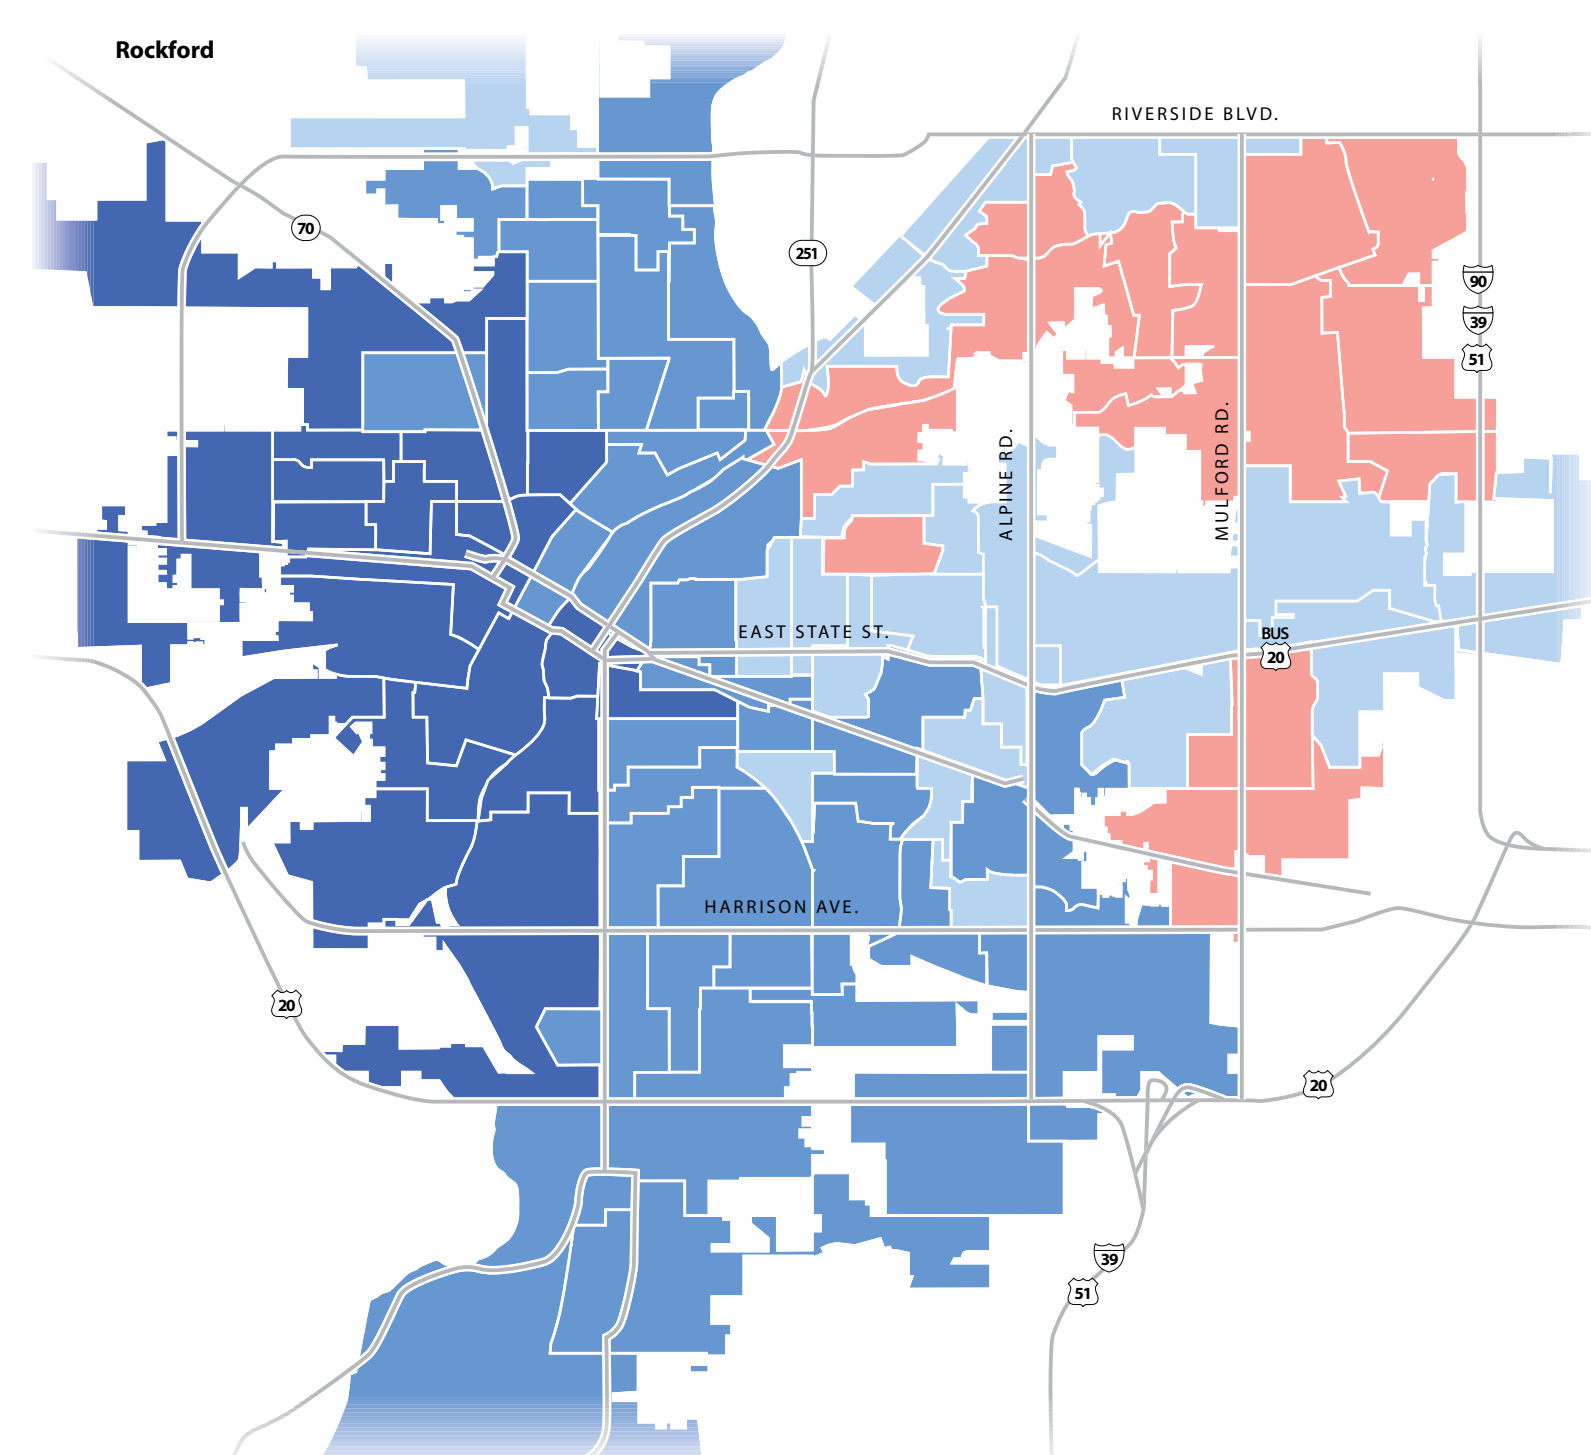 Rockford
RIVERSIDE BLVD.
70
251
90
39
51
ALPINE RD.
MULFORD RD.
EAST STATE ST.
BUS
20
HARRISON AVE.
20
20
39
51